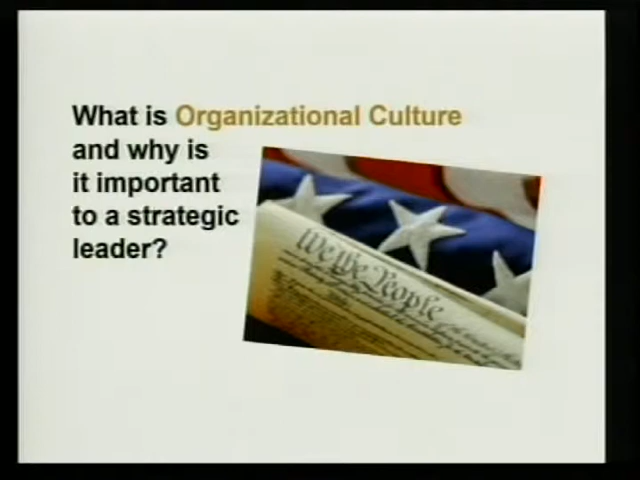 What is Organizational Culture
and why is
it important
to a strategic
leader?
We the People